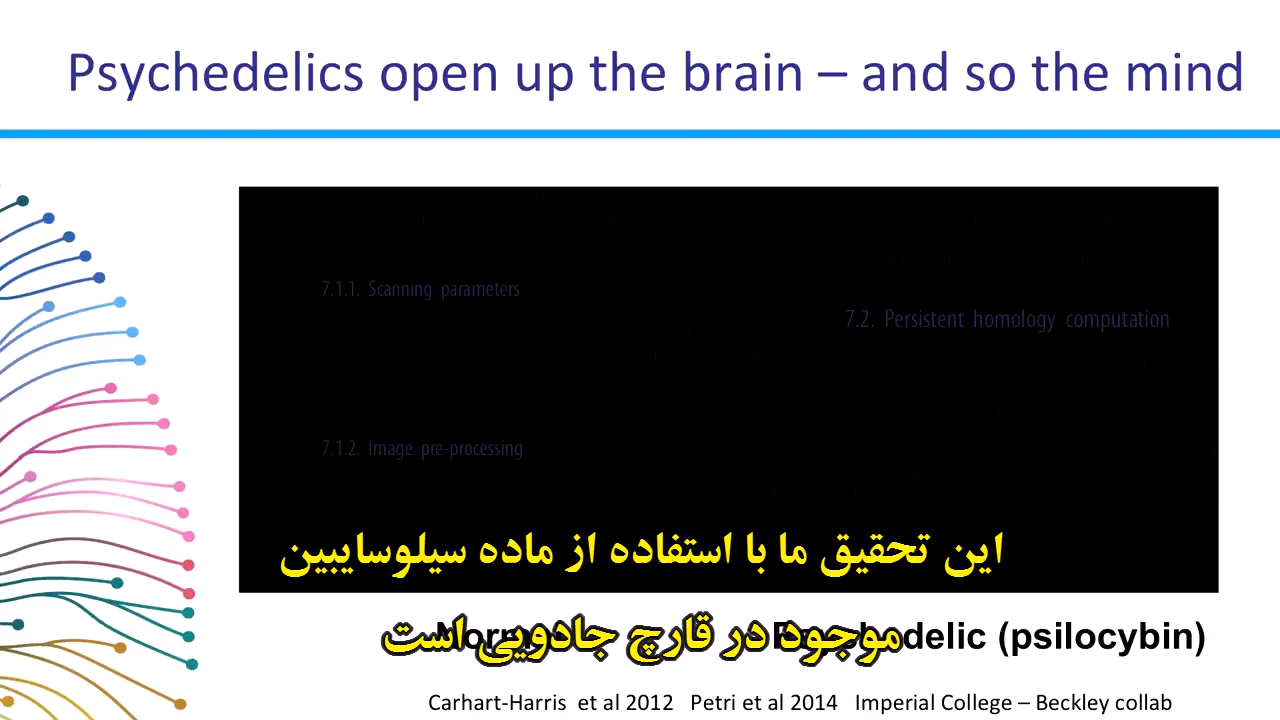 Psychedelics open up the brain – and so the mind
7.1.1. Scanning parameters
7.2. Persistent homology computation
7.1.2. Image pre-processing
این تحقیق ما با استفاده از ماده سیلوسایبین
موجود در قارچ جادویی است
(psilocybin)
Carhart-Harris et al 2012 Petri et al 2014 Imperial College – Beckley collab